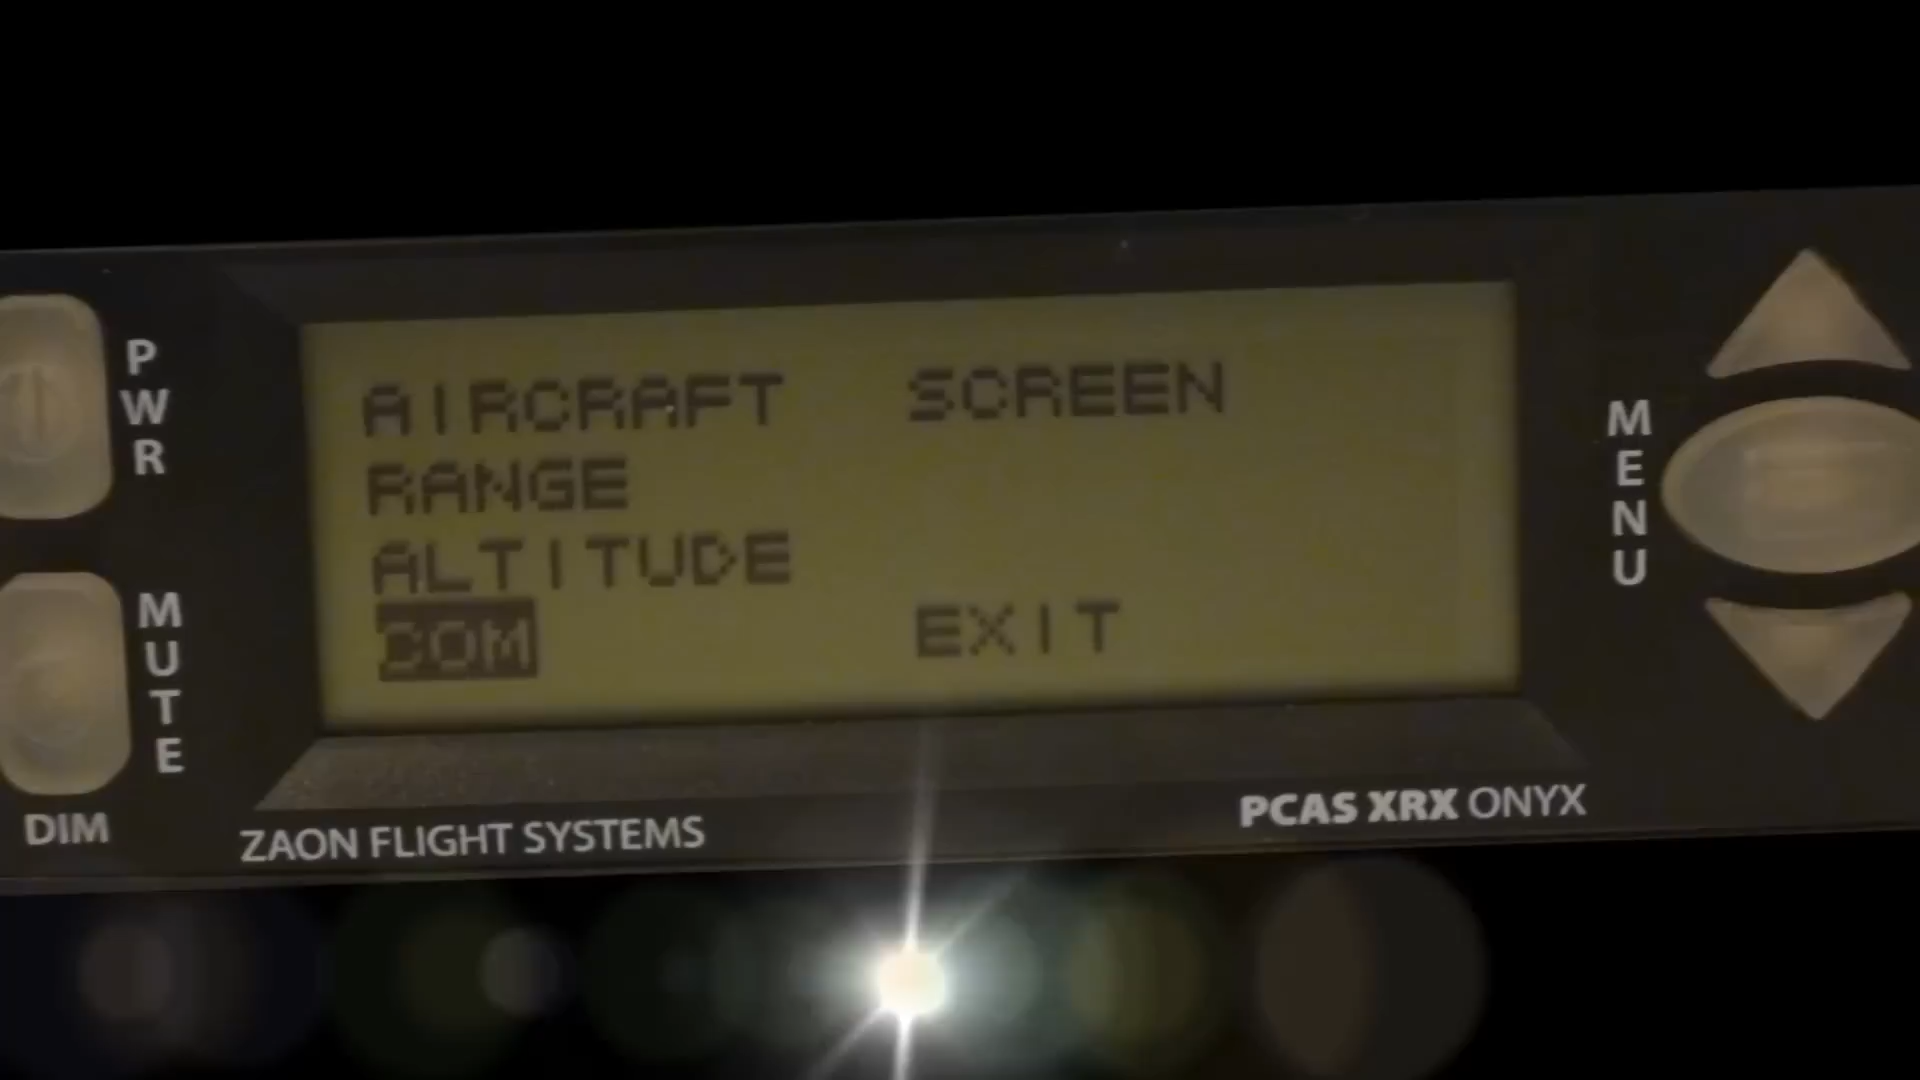 PWR
MUTE
DIM
AIRCRAFT SCREEN
RANGE
ALTITUDE
COM EXIT
MENU
ZAON FLIGHT SYSTEMS
PCAS XRX ONYX